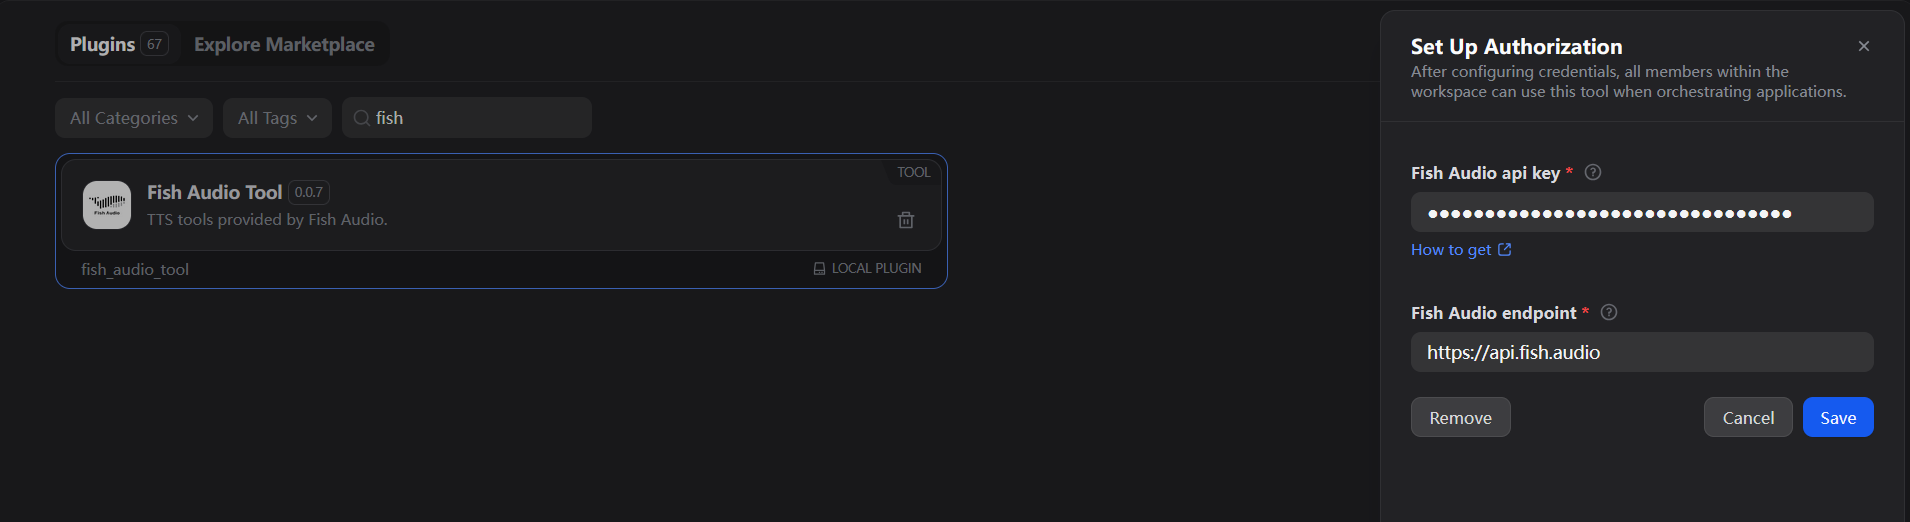 Plugins 67 Explore Marketplace
All Categories All Tags fish
TOOL
Fish Audio
Fish Audio Tool 0.0.7
TTS tools provided by Fish Audio.
fish_audio_tool LOCAL PLUGIN
Set Up Authorization
After configuring credentials, all members within the
workspace can use this tool when orchestrating applications.
Fish Audio api key *
●●●●●●●●●●●●●●●●●●●●●●●●●●●●●●●●
How to get
Fish Audio endpoint *
https://api.fish.audio
Remove Cancel Save